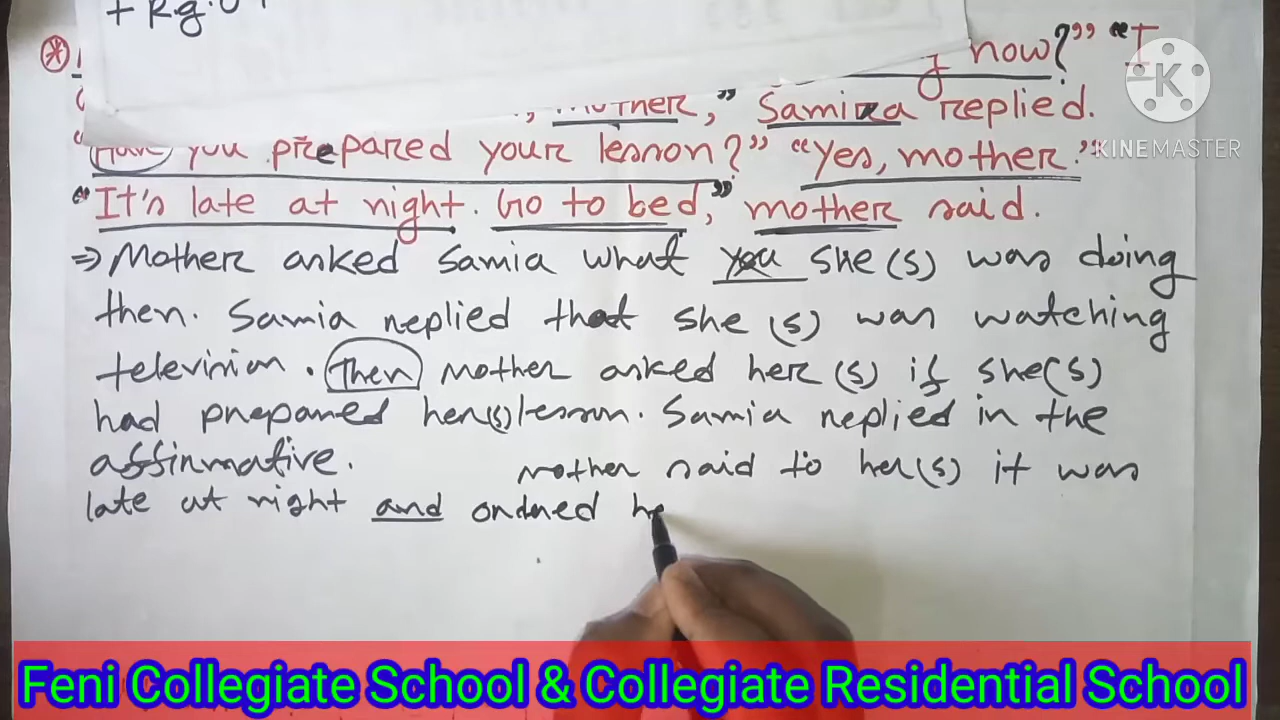 + Rg.
now?" "I
mother," Samira replied.
"Have you prepared your lesson?" "Yes, mother."
"It's late at night. Go to bed," mother said.
⇒ Mother asked Samia what you she (s) was doing
then. Samia replied that she (s) was watching
television. Then mother asked her (s) if she (s)
had prepared her (s) lesson. Samia replied in the
affirmative. mother said to her (s) it was
late at night and ordered he
K
KINEMASTER
Feni Collegiate School & Collegiate Residential School